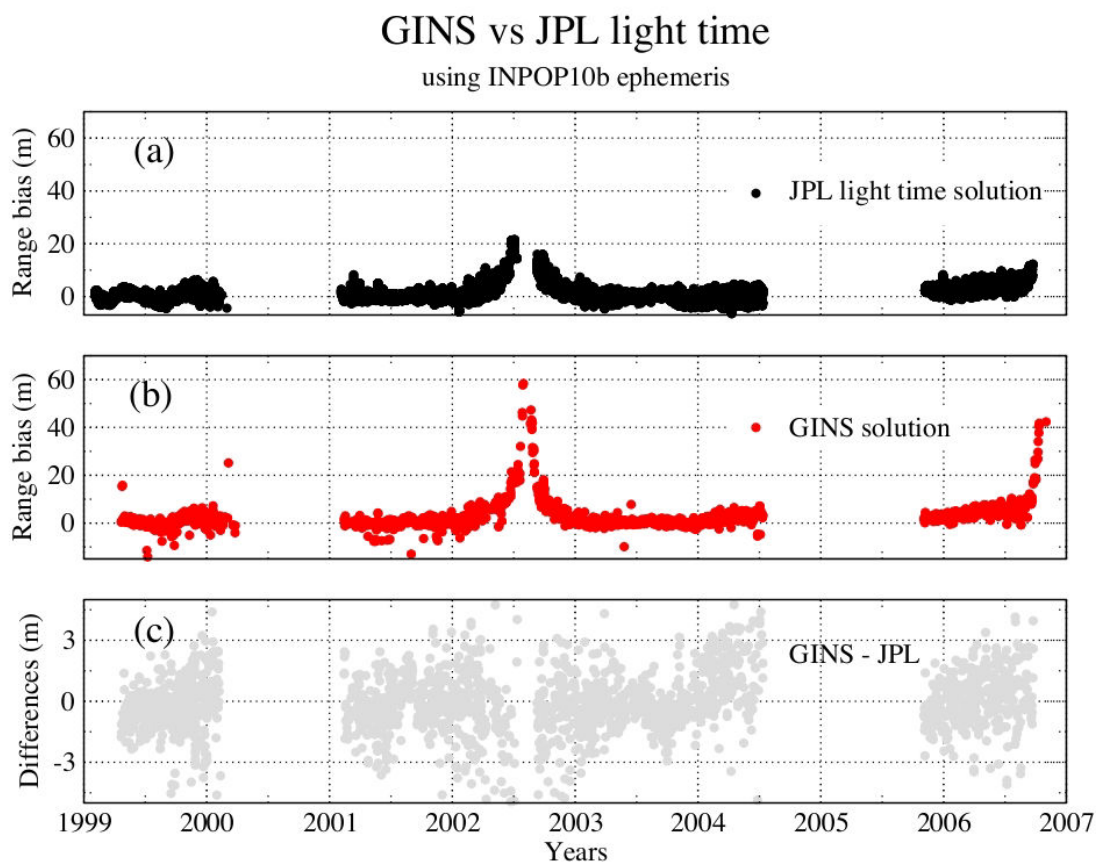 GINS vs JPL light time
using INPOP10b ephemeris
60
40
20
0
Range bias (m)
(a)
JPL light time solution
60
40
20
0
Range bias (m)
(b)
GINS solution
3
0
-3
Differences (m)
(c)
GINS - JPL
1999 2000 2001 2002 2003 2004 2005 2006 2007
Years